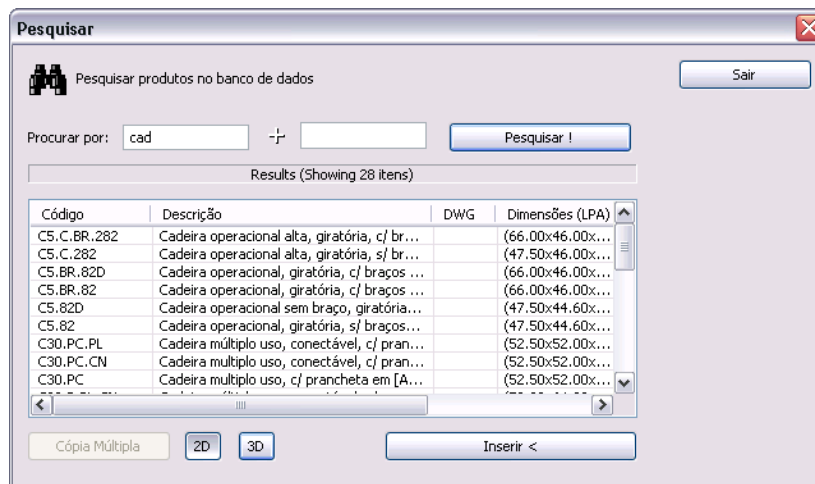 Pesquisar
Pesquisar produtos no banco de dados
Sair
Procurar por: cad + Pesquisar !
Results (Showing 28 itens)
Código Descrição DWG Dimensões (LPA)
C5.C.BR.282 Cadeira operacional alta, giratória, c/ br... (66.00x46.00x...
C5.C.282 Cadeira operacional alta, giratória, s/ br... (47.50x46.00x...
C5.BR.82D Cadeira operacional, giratória, c/ braços ... (66.00x46.00x...
C5.BR.82 Cadeira operacional, giratória, c/ braços ... (66.00x46.00x...
C5.82D Cadeira operacional sem braço, giratória... (47.50x44.60x...
C5.82 Cadeira operacional, giratória, s/ braços... (47.50x44.60x...
C30.PC.PL Cadeira múltiplo uso, conectável, c/ pran... (52.50x52.00x...
C30.PC.CN Cadeira multiplo uso, conectável, c/ pran... (52.50x52.00x...
C30.PC Cadeira multiplo uso, c/ prancheta em [A... (52.50x52.00x...
Cópia Múltipla 2D 3D Inserir <